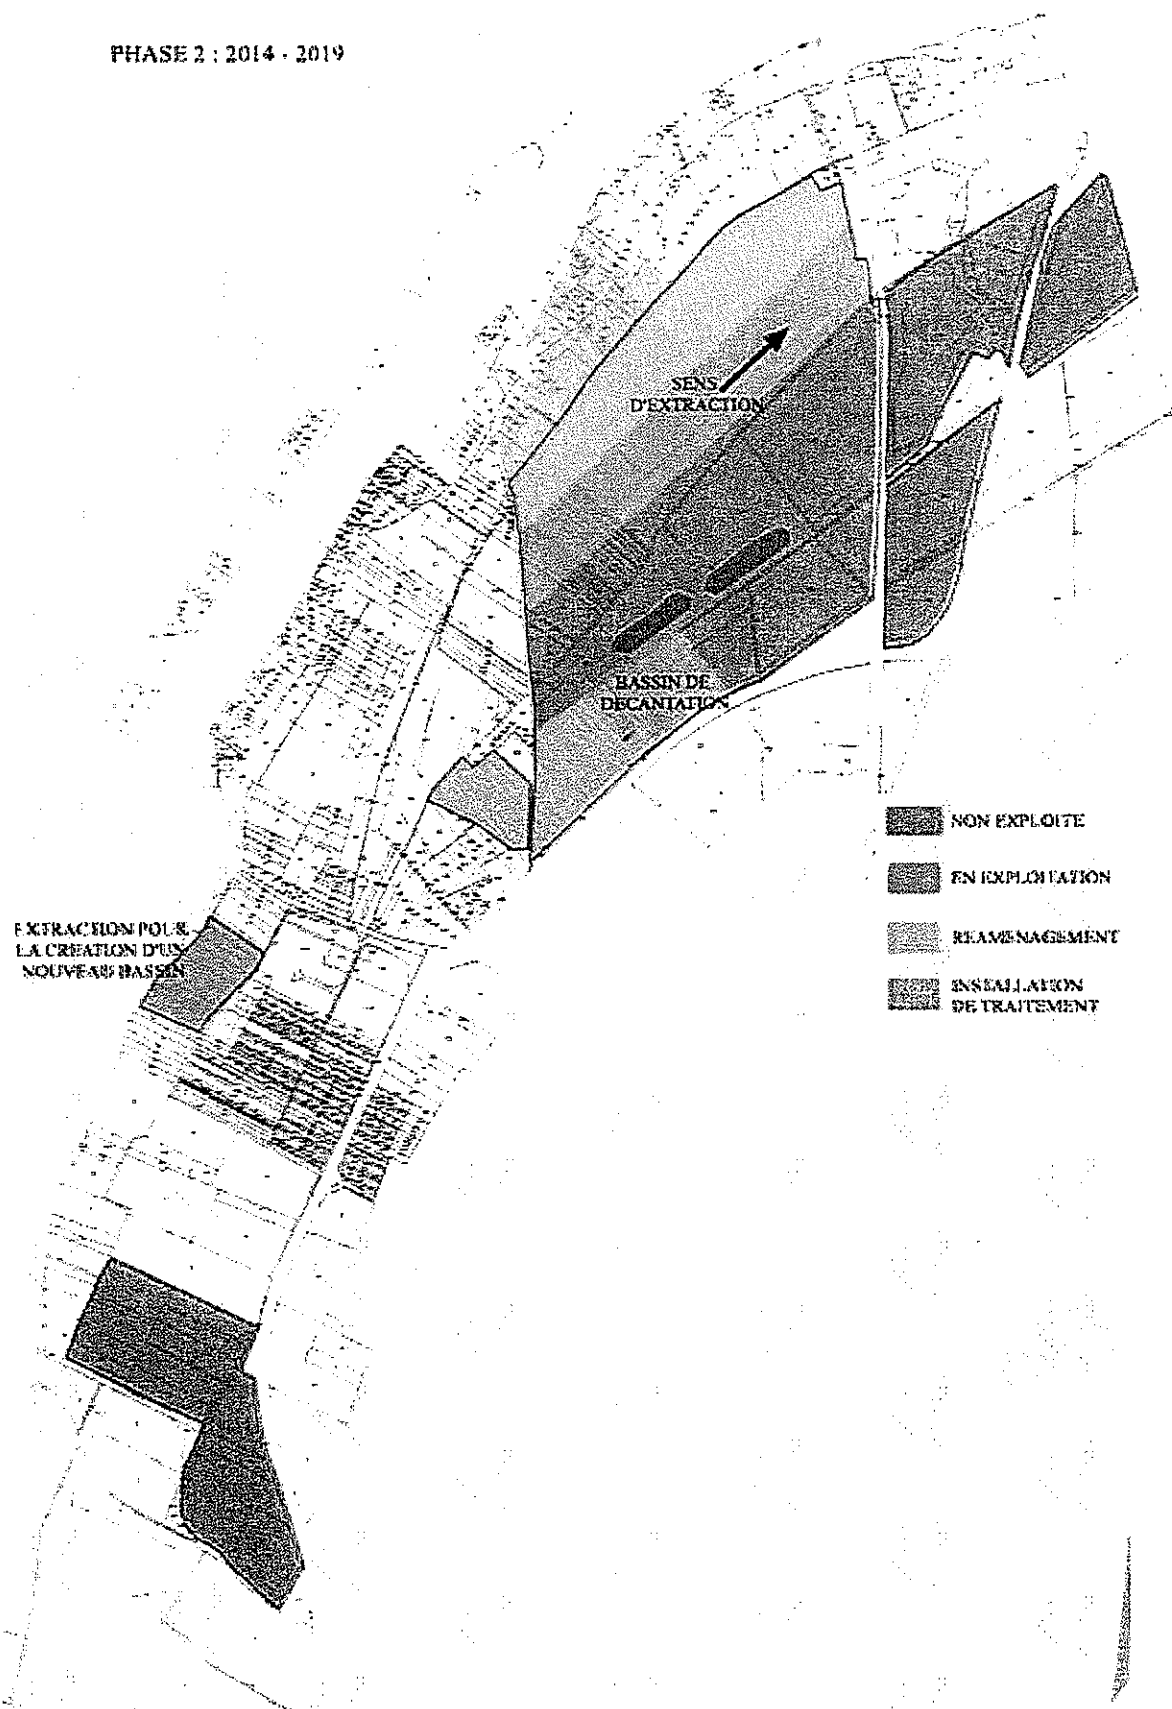 PHASE 2 : 2014 - 2019
SENS
D'EXTRACTION
BASSIN DE
DECANTATION
NON EXPLOITE
EN EXPLOITATION
REAMENAGEMENT
INSTALLATION
DE TRAITEMENT
EXTRACTION POUR
LA CREATION D'UN
NOUVEAU BASSIN